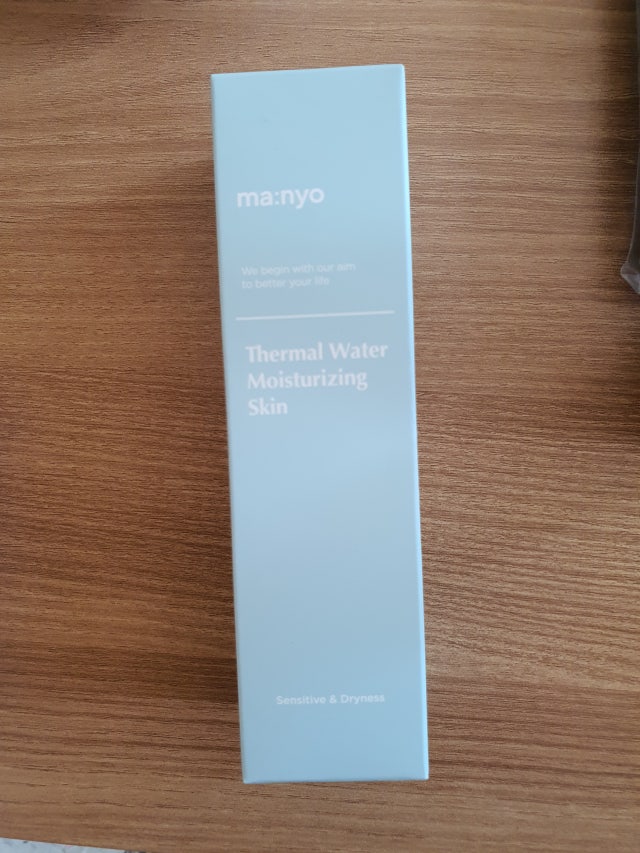 ma:nyo
We begin with our aim
to better your life
Thermal Water
Moisturizing
Skin
Sensitive & Dryness